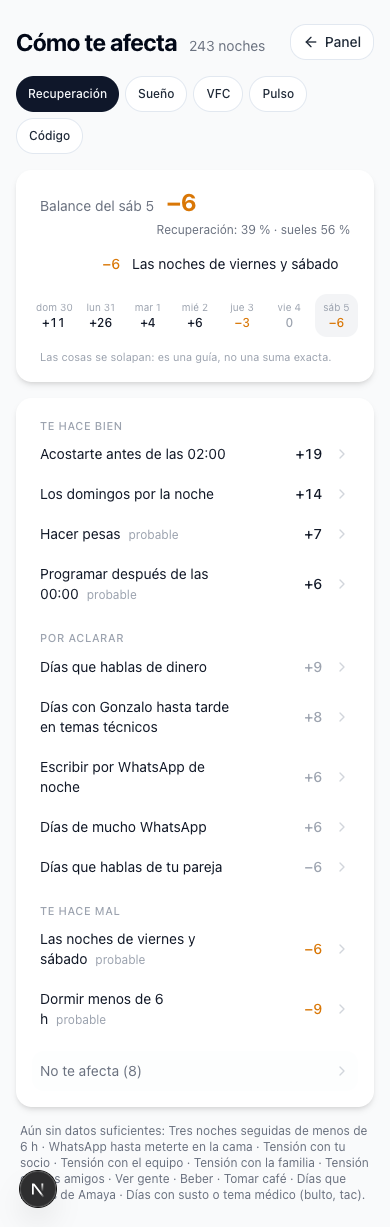 Cómo te afecta 243 noches ← Panel
Recuperación Sueño VFC Pulso
Código
Balance del sáb 5 −6
Recuperación: 39 % · sueles 56 %
−6 Las noches de viernes y sábado
dom 30 lun 31 mar 1 mié 2 jue 3 vie 4 sáb 5
+11 +26 +4 +6 −3 0 −6
Las cosas se solapan: es una guía, no una suma exacta.
TE HACE BIEN
Acostarte antes de las 02:00 +19
Los domingos por la noche +14
Hacer pesas probable +7
Programar después de las
00:00 probable +6
POR ACLARAR
Días que hablas de dinero +9
Días con Gonzalo hasta tarde
en temas técnicos +8
Escribir por WhatsApp de
noche +6
Días de mucho WhatsApp +6
Días que hablas de tu pareja −6
TE HACE MAL
Las noches de viernes y
sábado probable −6
Dormir menos de 6
h probable −9
No te afecta (8)
Aún sin datos suficientes: Tres noches seguidas de menos de
6 h · WhatsApp hasta meterte en la cama · Tensión con tu
socio · Tensión con el equipo · Tensión con la familia · Tensión
amigos · Ver gente · Beber · Tomar café · Días que
N de Amaya · Días con susto o tema médico (bulto, tac).